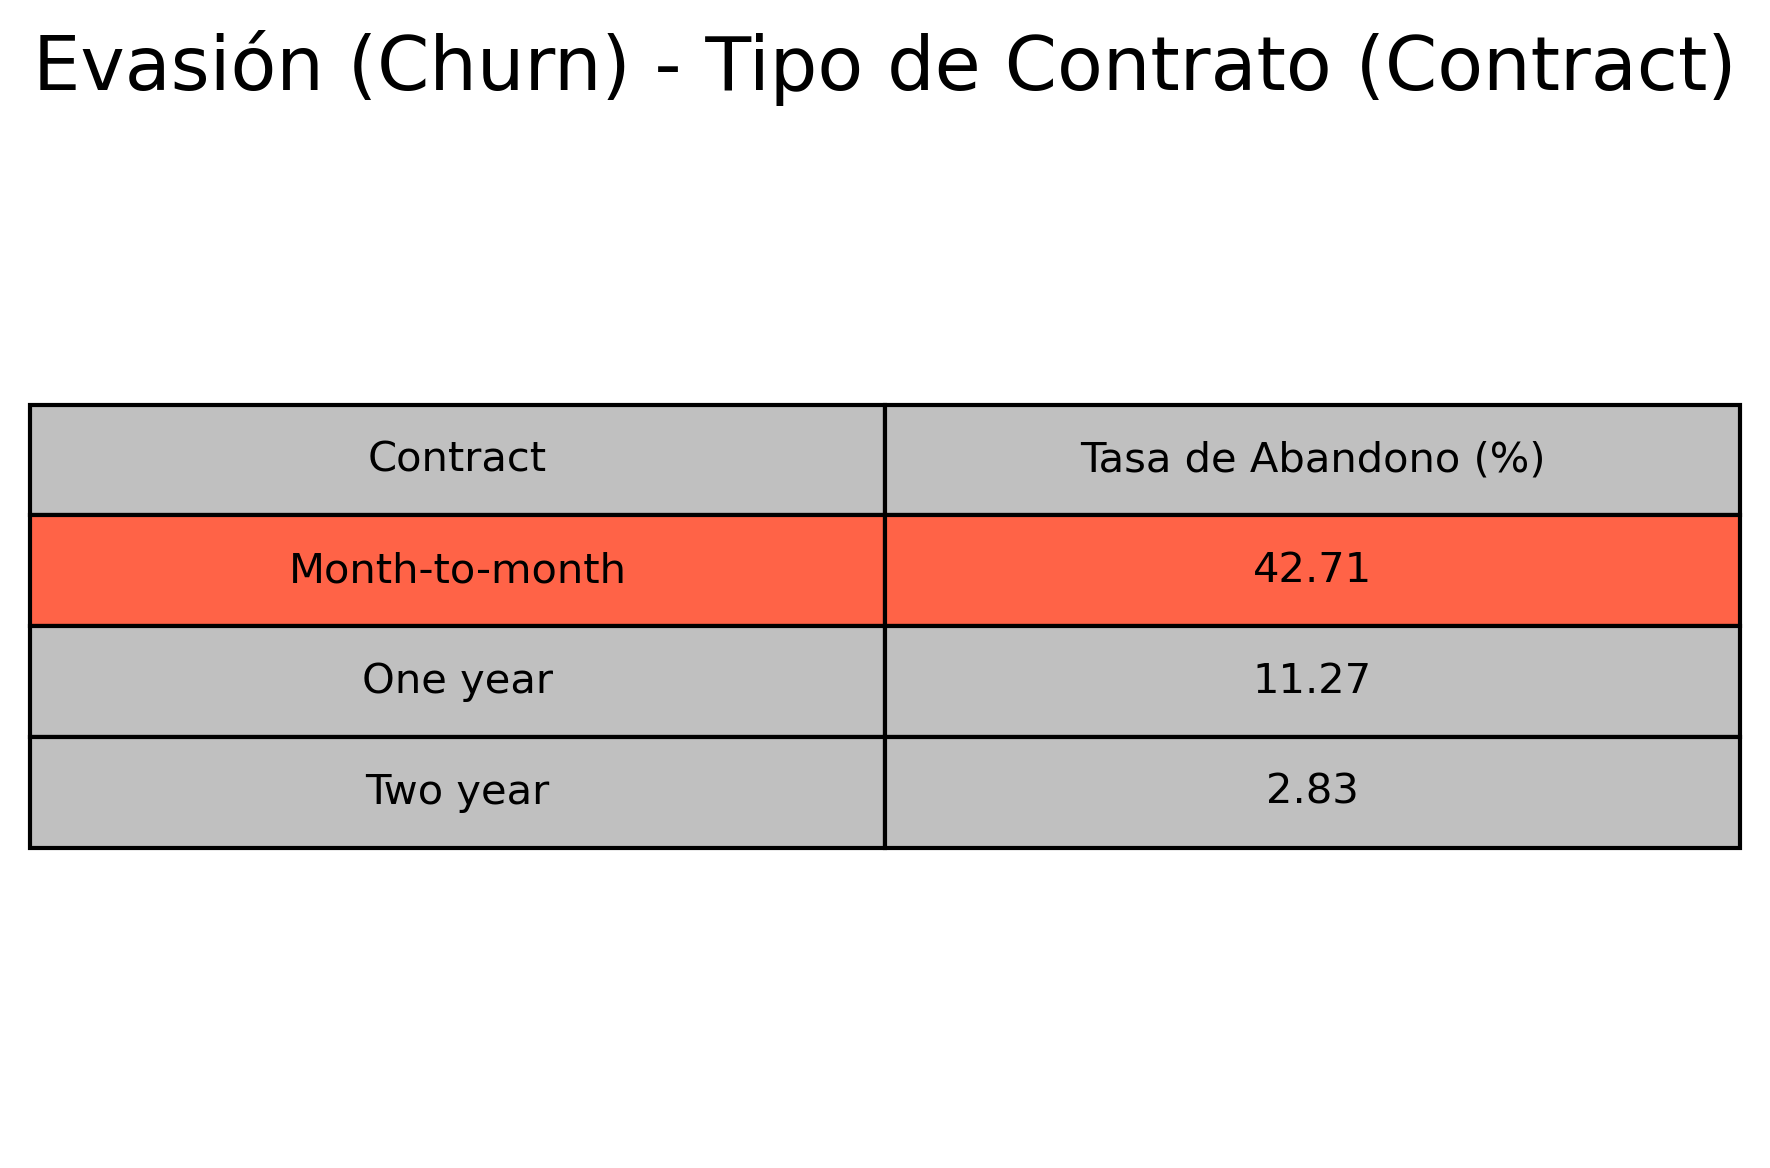 Evasión (Churn) - Tipo de Contrato (Contract)
Contract Tasa de Abandono (%)
Month-to-month 42.71
One year 11.27
Two year 2.83